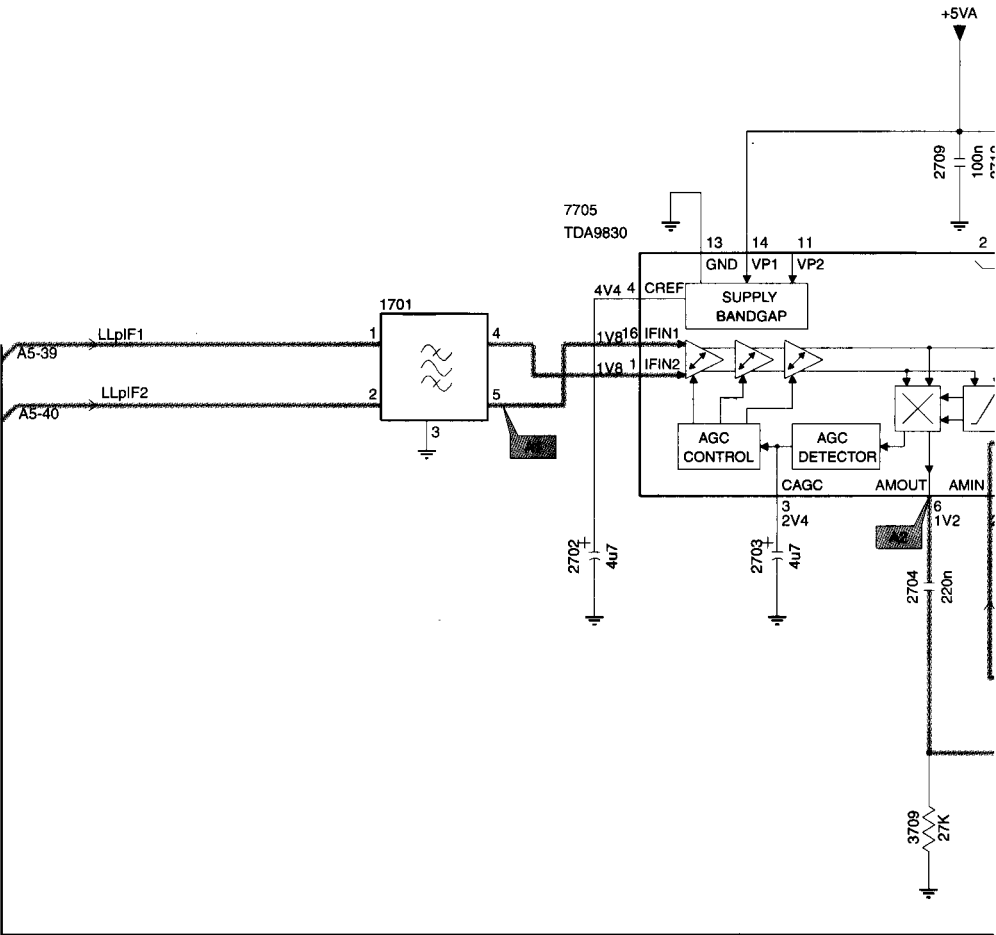 +5VA
2709
100n
7705
TDA9830
13
14
11
2
GND
VP1
VP2
4V4
4
CREF
SUPPLY
BANDGAP
1701
LLpIF1
1
4
1V8
16
IFIN1
A5-39
1V8
1
IFIN2
LLpIF2
2
5
A5-40
3
AGC
CONTROL
AGC
DETECTOR
CAGC
AMOUT
AMIN
3
2V4
6
1V2
A2
2702
+
4u7
2703
+
4u7
2704
220n
3709
27K